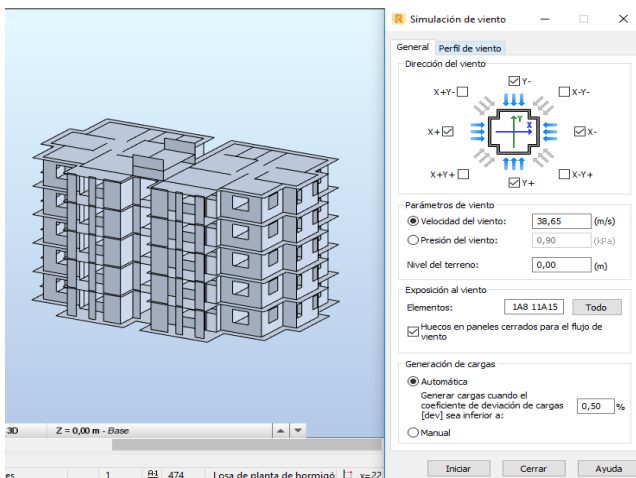 R Simulación de viento
General Perfil de viento
Dirección del viento
Y-
X+Y- X-Y-
Y
X+ X X-
X+Y+ X-Y+
Y+
Parámetros de viento
Velocidad del viento: 38,65 (m/s)
Presión del viento: 0,90 (kPa)
Nivel del terreno: 0,00 (m)
Exposición al viento
Elementos: 1A8 11A15 Todo
Huecos en paneles cerrados para el flujo de
viento
Generación de cargas
Automática
Generar cargas cuando el
coeficiente de deviación de cargas
[dev] sea inferior a: 0,50 %
Manual
Iniciar Cerrar Ayuda
3D Z = 0,00 m - Base
es 1 474 Losa de planta de hormigó x=22